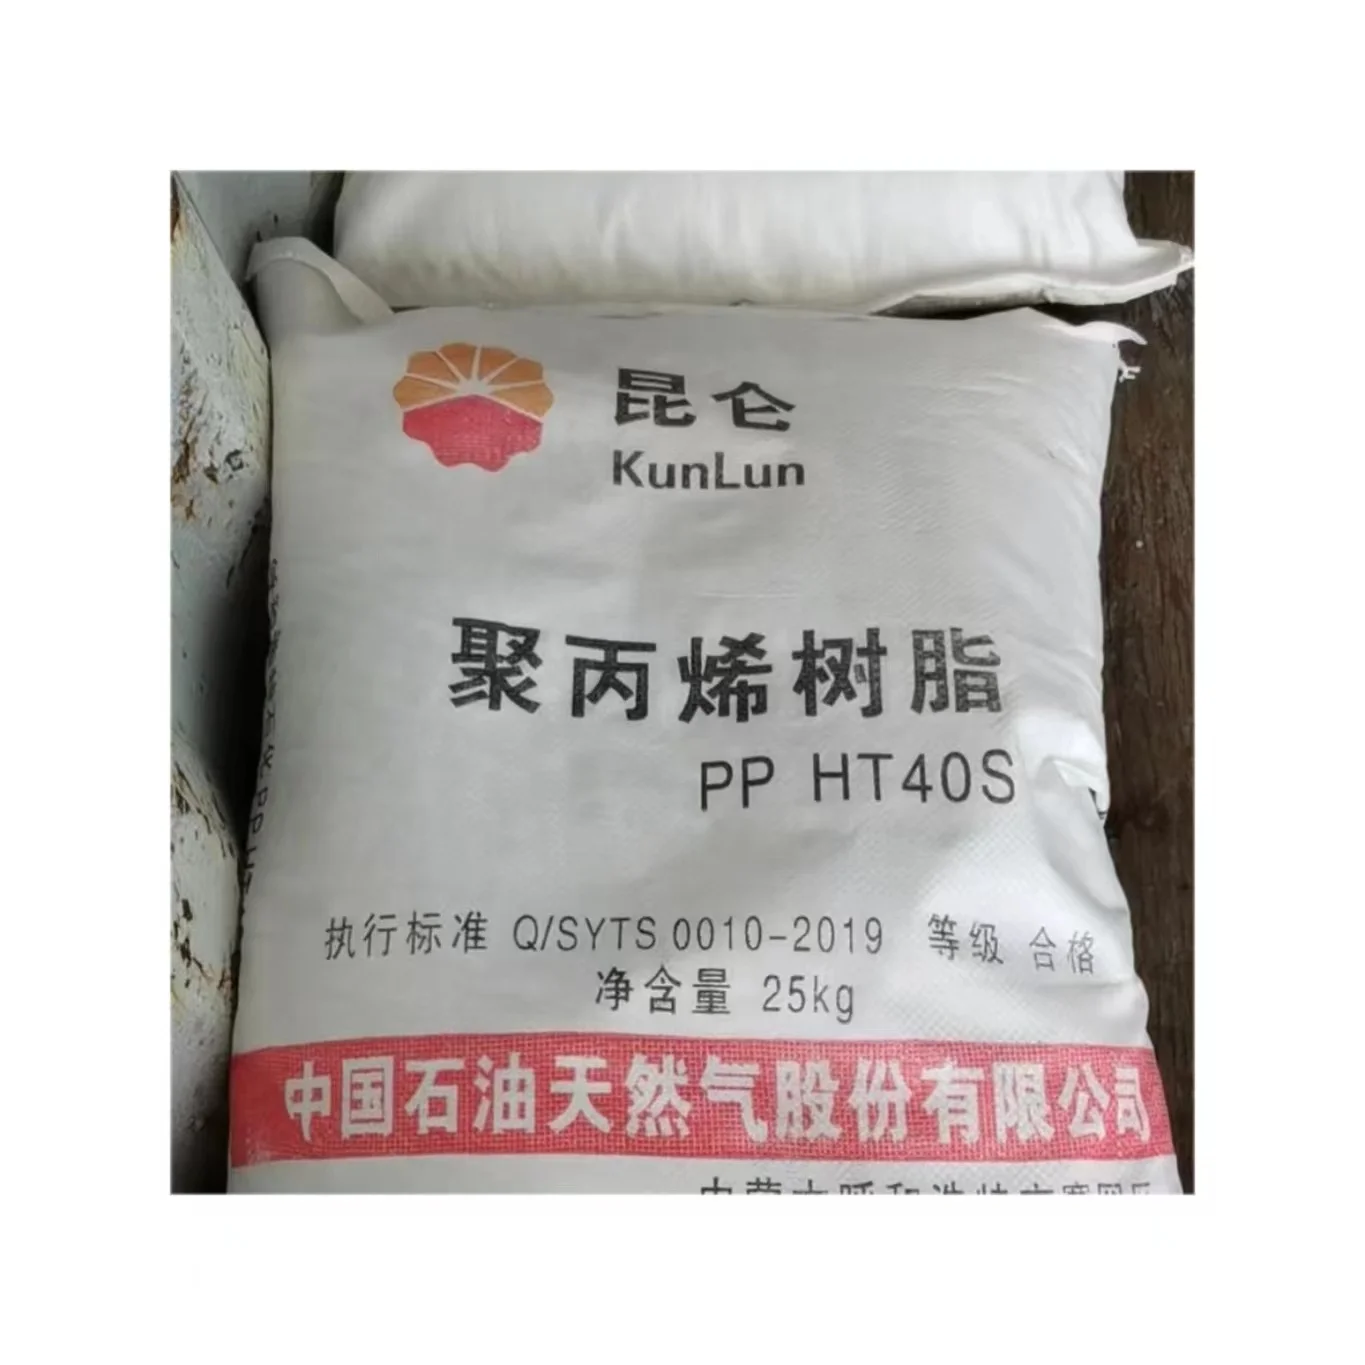 昆仑
KunLun
聚丙烯树脂
PP HT40S
执行标准 Q/SYTS 0010-2019 等级 合格
净含量 25kg
中国石油天然气股份有限公司